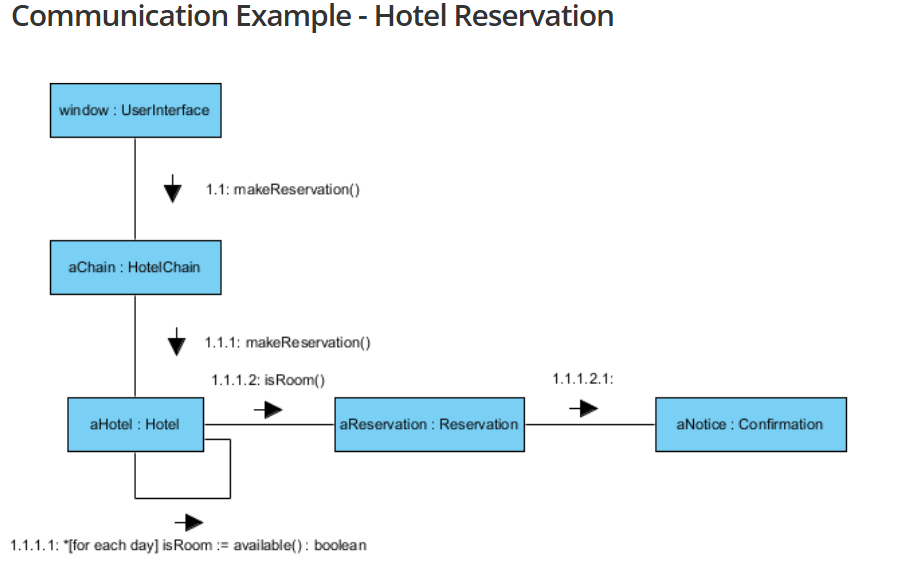 Communication Example - Hotel Reservation
window : UserInterface
1.1: makeReservation()
aChain : HotelChain
1.1.1: makeReservation()
1.1.1.2: isRoom()
1.1.1.2.1:
aHotel : Hotel
aReservation : Reservation
aNotice : Confirmation
1.1.1.1: *[for each day] isRoom := available() : boolean